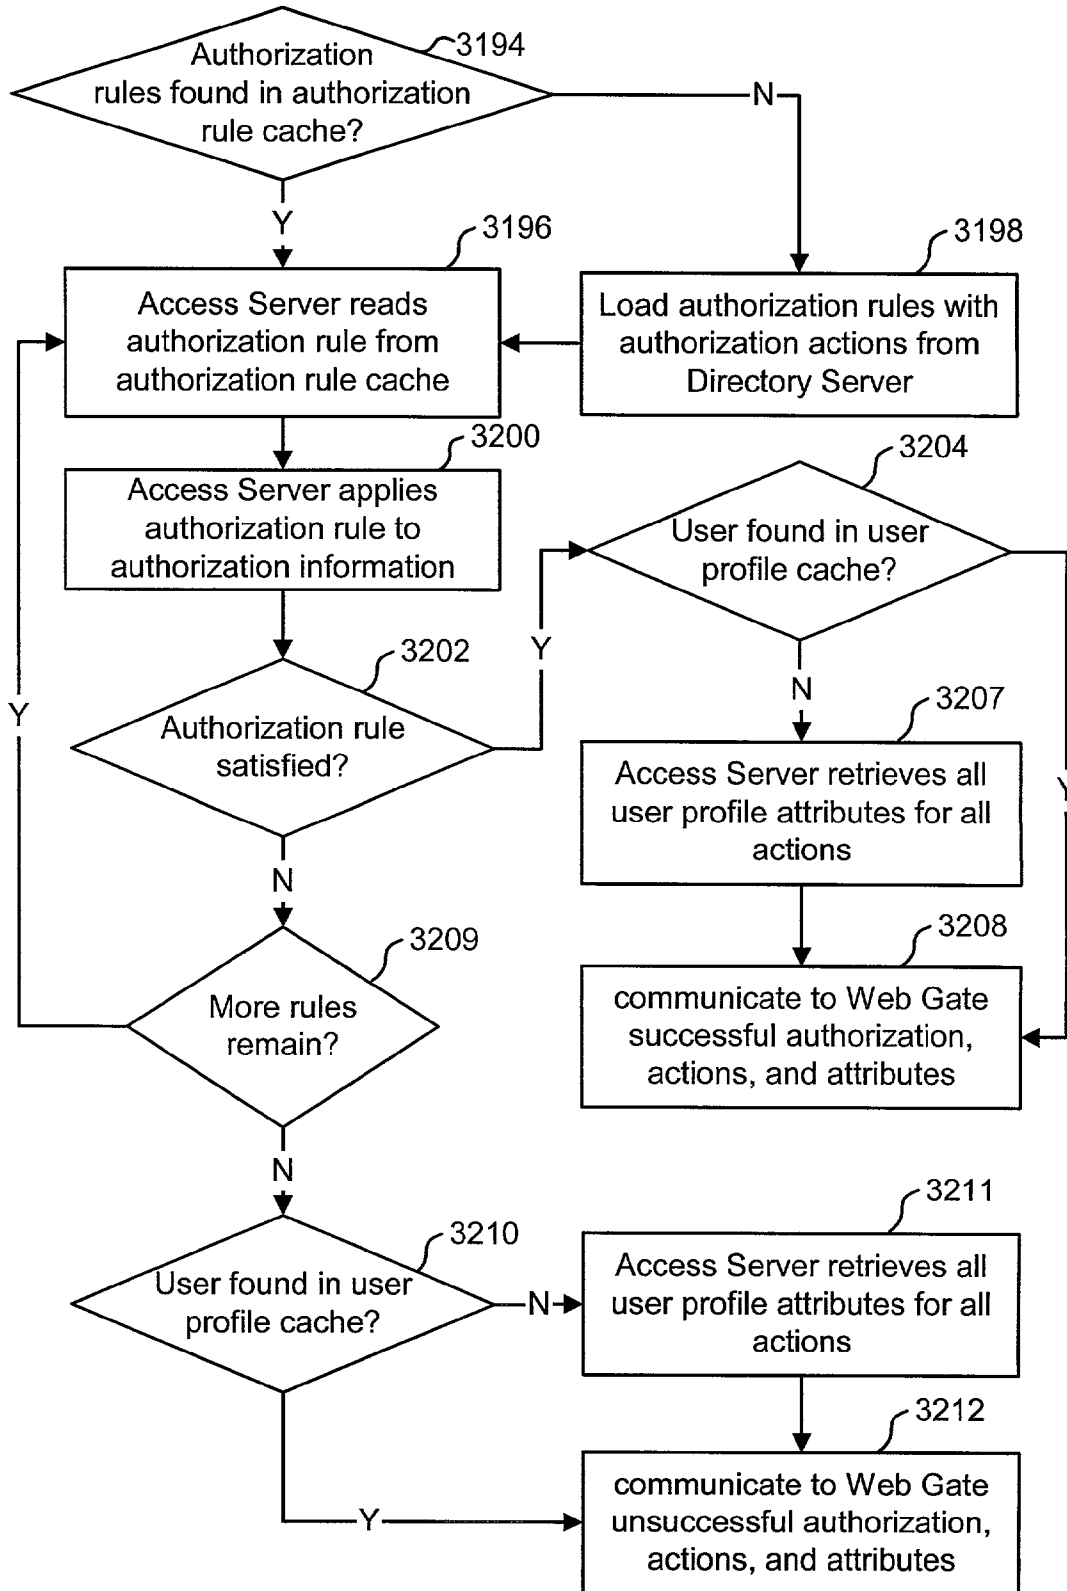 3194
Authorization
rules found in authorization
rule cache?
N
Y
3196
Access Server reads
authorization rule from
authorization rule cache
3198
Load authorization rules with
authorization actions from
Directory Server
3200
Access Server applies
authorization rule to
authorization information
3204
User found in user
profile cache?
Y
N
Y
3202
Authorization rule
satisfied?
Y
N
3207
Access Server retrieves all
user profile attributes for all
actions
3208
communicate to Web Gate
successful authorization,
actions, and attributes
3209
More rules
remain?
N
3210
User found in user
profile cache?
N
Y
3211
Access Server retrieves all
user profile attributes for all
actions
3212
communicate to Web Gate
unsuccessful authorization,
actions, and attributes